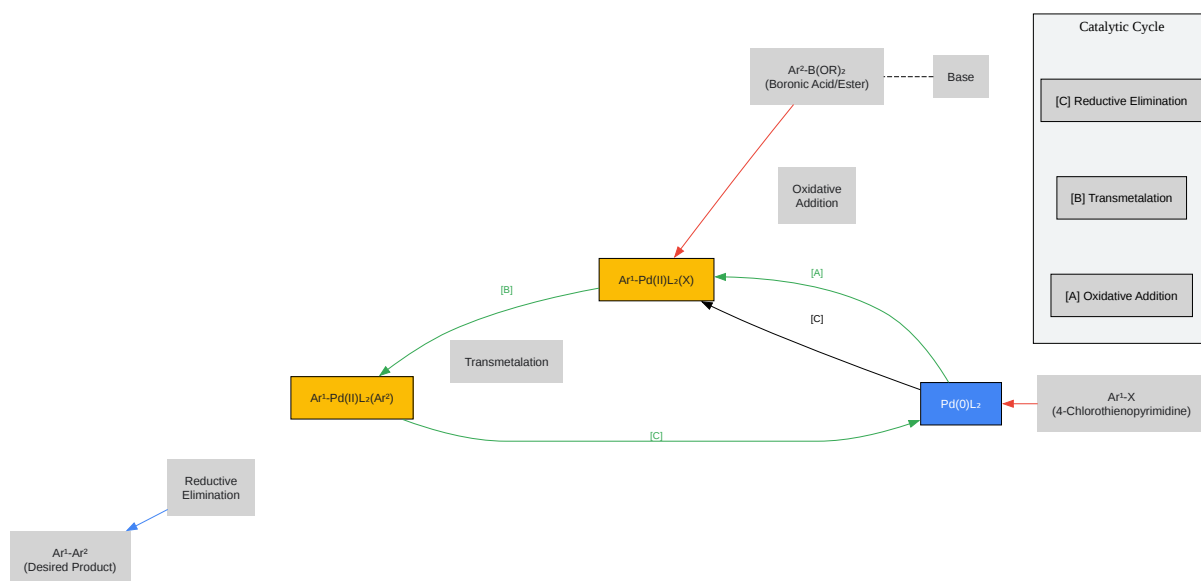 Catalytic Cycle
Ar²-B(OR)₂
(Boronic Acid/Ester)
Base
[C] Reductive Elimination
Oxidative
Addition
[B] Transmetalation
Ar¹-Pd(II)L₂(X)
[A]
[B]
[A] Oxidative Addition
[C]
Transmetalation
Ar¹-Pd(II)L₂(Ar²)
Pd(0)L₂
Ar¹-X
(4-Chlorothienopyrimidine)
[C]
Reductive
Elimination
Ar¹-Ar²
(Desired Product)